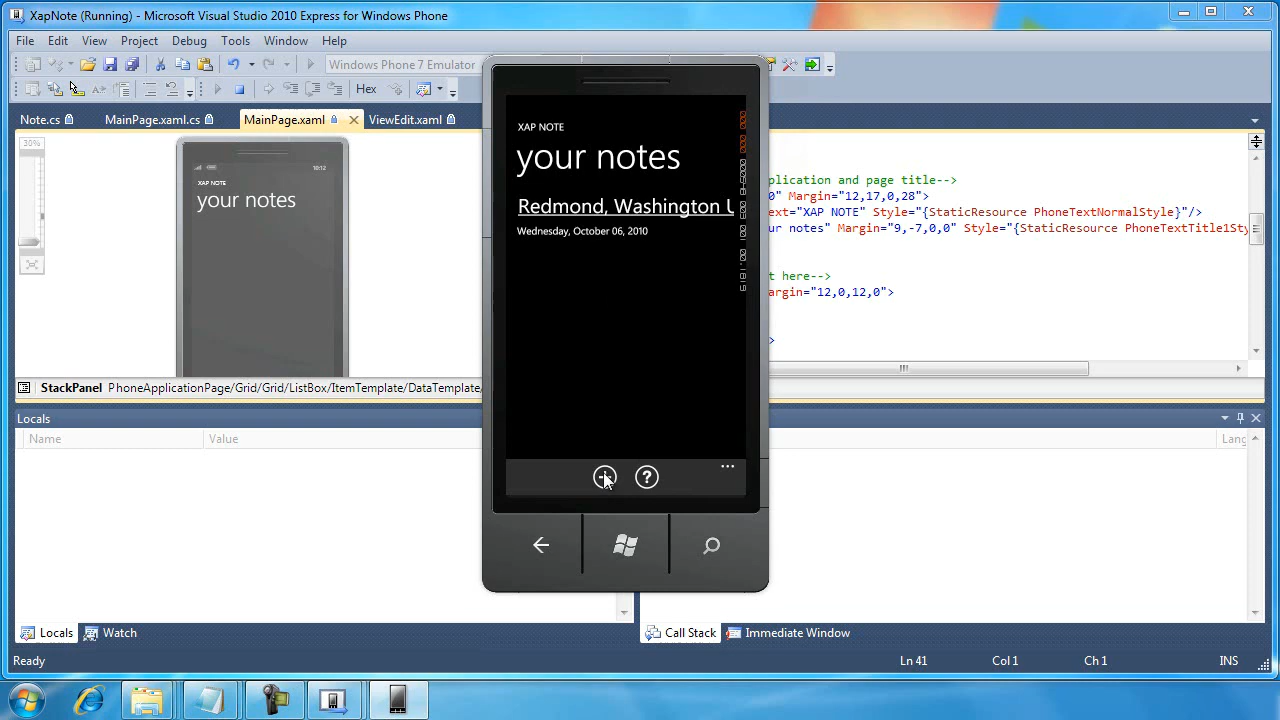 XapNote (Running) - Microsoft Visual Studio 2010 Express for Windows Phone
File Edit View Project Debug Tools Window Help
Windows Phone 7 Emulator
Hex
Note.cs MainPage.xaml.cs MainPage.xaml ViewEdit.xaml
30%
10:12
XAP NOTE
your notes
XAP NOTE
your notes
Redmond, Washington U
Wednesday, October 06, 2010
plication and page title-->
0" Margin="12,17,0,28">
ext="XAP NOTE" Style="{StaticResource PhoneTextNormalStyle}"/>
ur notes" Margin="9,-7,0,0" Style="{StaticResource PhoneTextTitle1Sty
t here-->
argin="12,0,12,0">
>
StackPanel PhoneApplicationPage/Grid/Grid/ListBox/ItemTemplate/DataTemplate/
Locals
Name Value
Lang
Locals Watch
Call Stack Immediate Window
Ready Ln 41 Col 1 Ch 1 INS